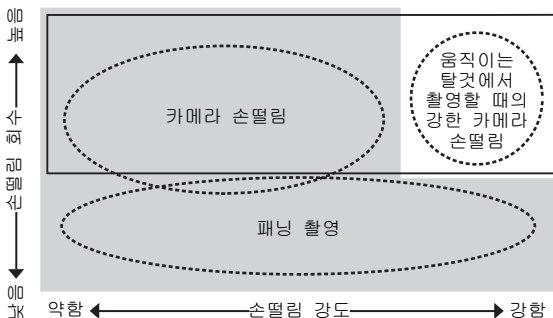 높음
손떨림 회수
낮음
카메라 손떨림
움직이는
탈것에서
촬영할 때의
강한 카메라
손떨림
패닝 촬영
약함
손떨림 강도
강함